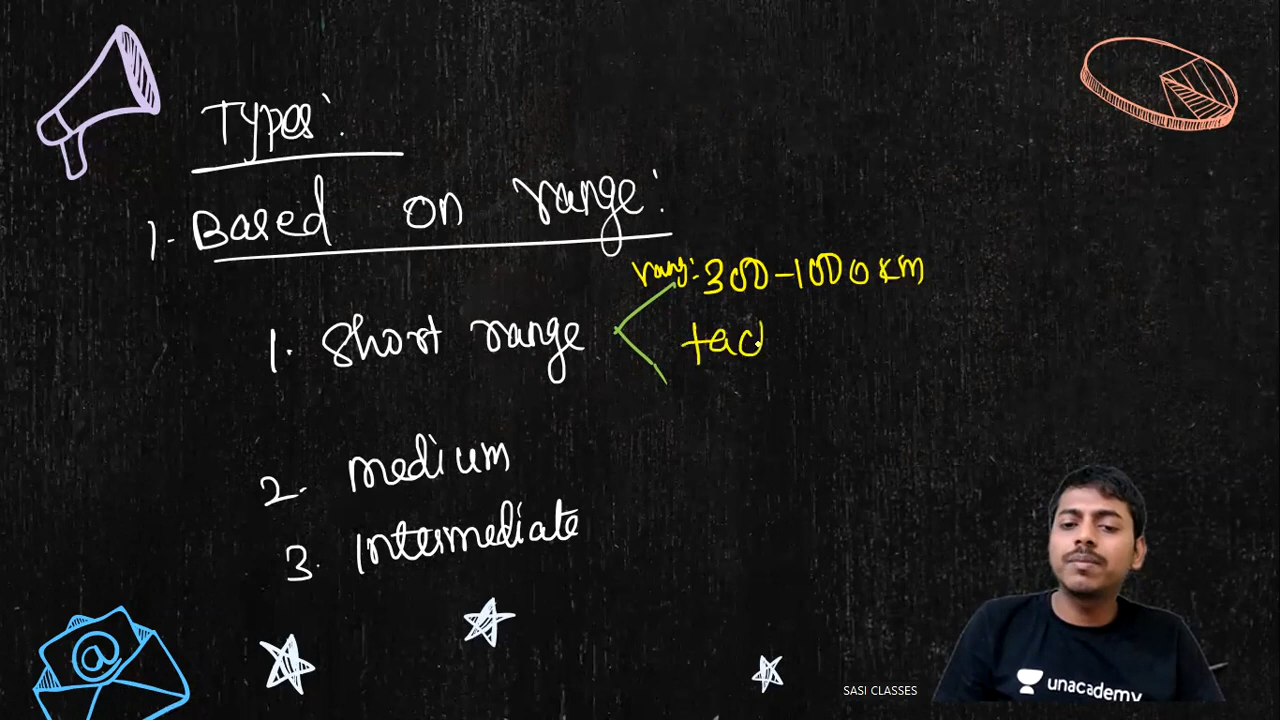 Types:
1. Based on range:
rang: 300-1000 KM
1. Short range
tac
2. medium
3. Intermediate
@
unacademy
SASI CLASSES